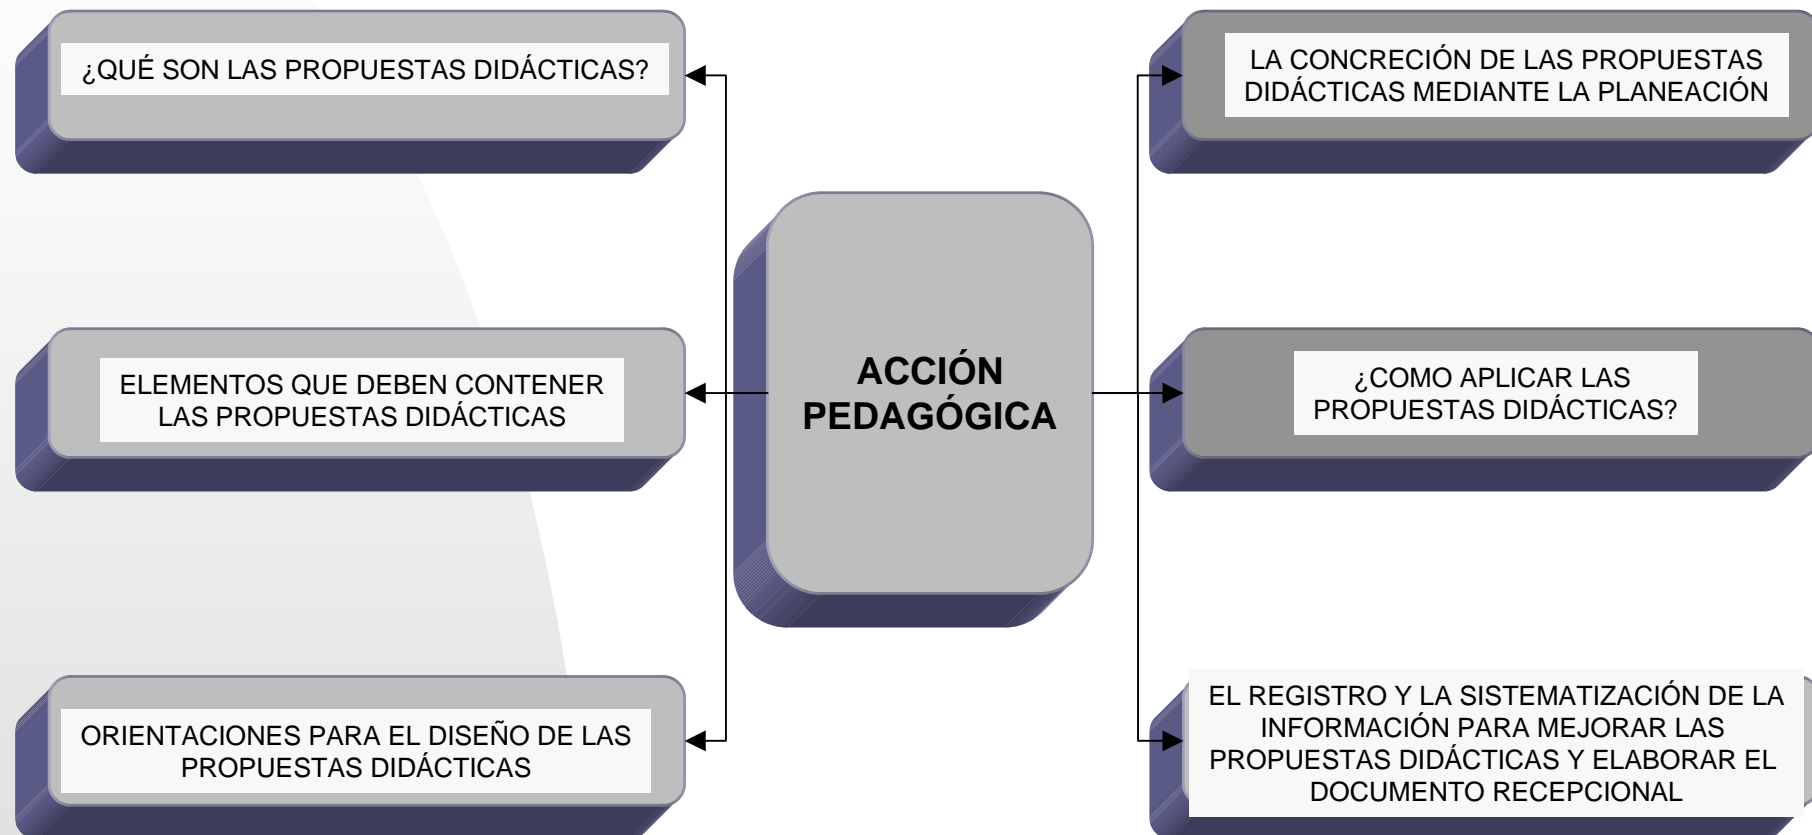 ¿QUÉ SON LAS PROPUESTAS DIDÁCTICAS?
ELEMENTOS QUE DEBEN CONTENER
LAS PROPUESTAS DIDÁCTICAS
ORIENTACIONES PARA EL DISEÑO DE LAS
PROPUESTAS DIDÁCTICAS
ACCIÓN
PEDAGÓGICA
LA CONCRECIÓN DE LAS PROPUESTAS
DIDÁCTICAS MEDIANTE LA PLANEACIÓN
¿COMO APLICAR LAS
PROPUESTAS DIDÁCTICAS?
EL REGISTRO Y LA SISTEMATIZACIÓN DE LA
INFORMACIÓN PARA MEJORAR LAS
PROPUESTAS DIDÁCTICAS Y ELABORAR EL
DOCUMENTO RECEPCIONAL